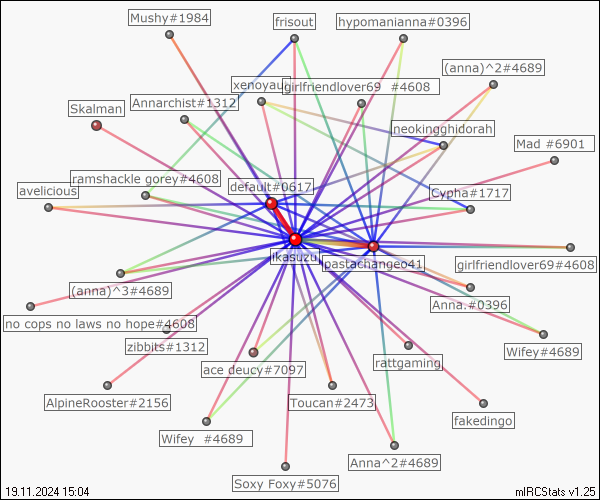 Mushy#1984
frisout
hypomanianna#0396
(anna)^2#4689
xenoyaut
girlfriendlover69 #4608
Skalman
Annarchist#1312
neokingghidorah
Mad #6901
ramshackle gorey#4608
default#0617
Cypha#1717
avelicious
ikasuzu
pastachangeo41
girlfriendlover69#4608
(anna)^3#4689
Anna.#0396
no cops no laws no hope#4608
zibbits#1312
Wifey#4689
ace deucy#7097
rattgaming
AlpineRooster#2156
Toucan#2473
fakedingo
Wifey #4689
Anna^2#4689
Soxy Foxy#5076
19.11.2024 15:04
mIRCStats v1.25